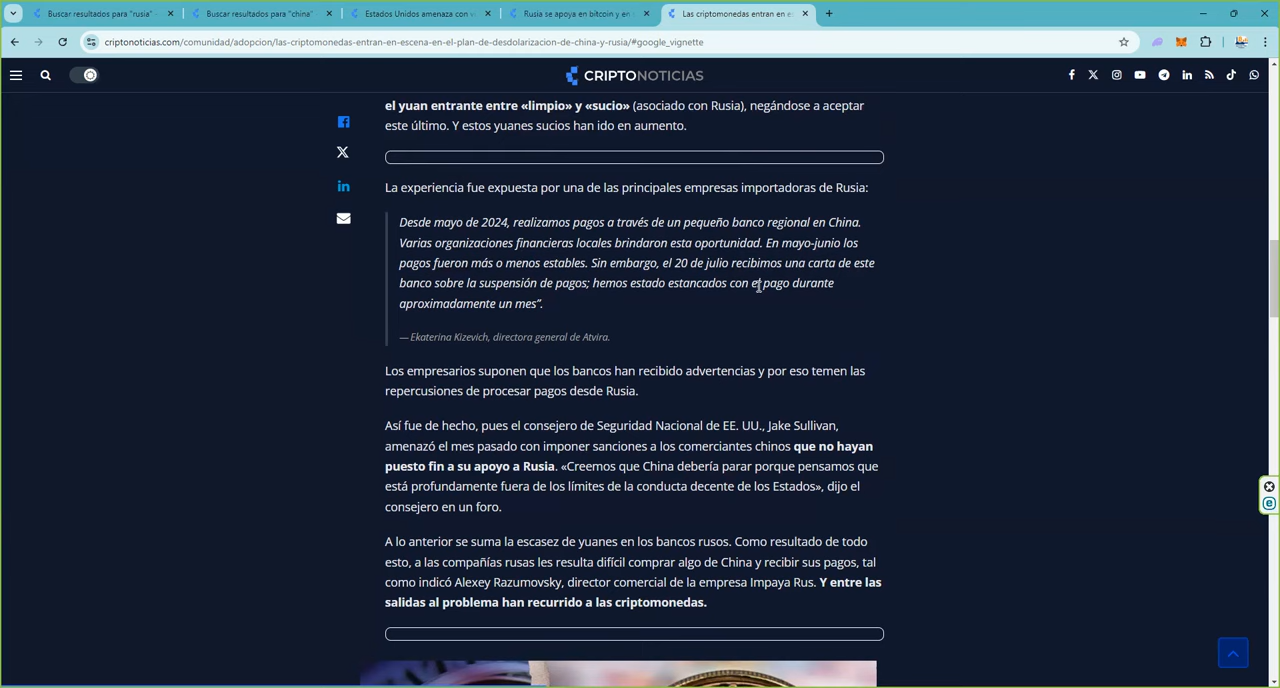 Buscar resultados para "rusia" -
Buscar resultados para "china"
Estados Unidos amenaza con v
Rusia se apoya en bitcoin y en
Las criptomonedas entran en es
criptonoticias.com/comunidad/adopcion/las-criptomonedas-entran-en-escena-en-el-plan-de-desdolarizacion-de-china-y-rusia/#google_vignette
CRIPTONOTICIAS
el yuan entrante entre «limpio» y «sucio» (asociado con Rusia), negándose a aceptar
este último. Y estos yuanes sucios han ido en aumento.
La experiencia fue expuesta por una de las principales empresas importadoras de Rusia:
Desde mayo de 2024, realizamos pagos a través de un pequeño banco regional en China.
Varias organizaciones financieras locales brindaron esta oportunidad. En mayo-junio los
pagos fueron más o menos estables. Sin embargo, el 20 de julio recibimos una carta de este
banco sobre la suspensión de pagos; hemos estado estancados con el pago durante
aproximadamente un mes”.
— Ekaterina Kizevich, directora general de Atvira.
Los empresarios suponen que los bancos han recibido advertencias y por eso temen las
repercusiones de procesar pagos desde Rusia.
Así fue de hecho, pues el consejero de Seguridad Nacional de EE. UU., Jake Sullivan,
amenazó el mes pasado con imponer sanciones a los comerciantes chinos que no hayan
puesto fin a su apoyo a Rusia. «Creemos que China debería parar porque pensamos que
está profundamente fuera de los límites de la conducta decente de los Estados», dijo el
consejero en un foro.
A lo anterior se suma la escasez de yuanes en los bancos rusos. Como resultado de todo
esto, a las compañías rusas les resulta difícil comprar algo de China y recibir sus pagos, tal
como indicó Alexey Razumovsky, director comercial de la empresa Impaya Rus. Y entre las
salidas al problema han recurrido a las criptomonedas.